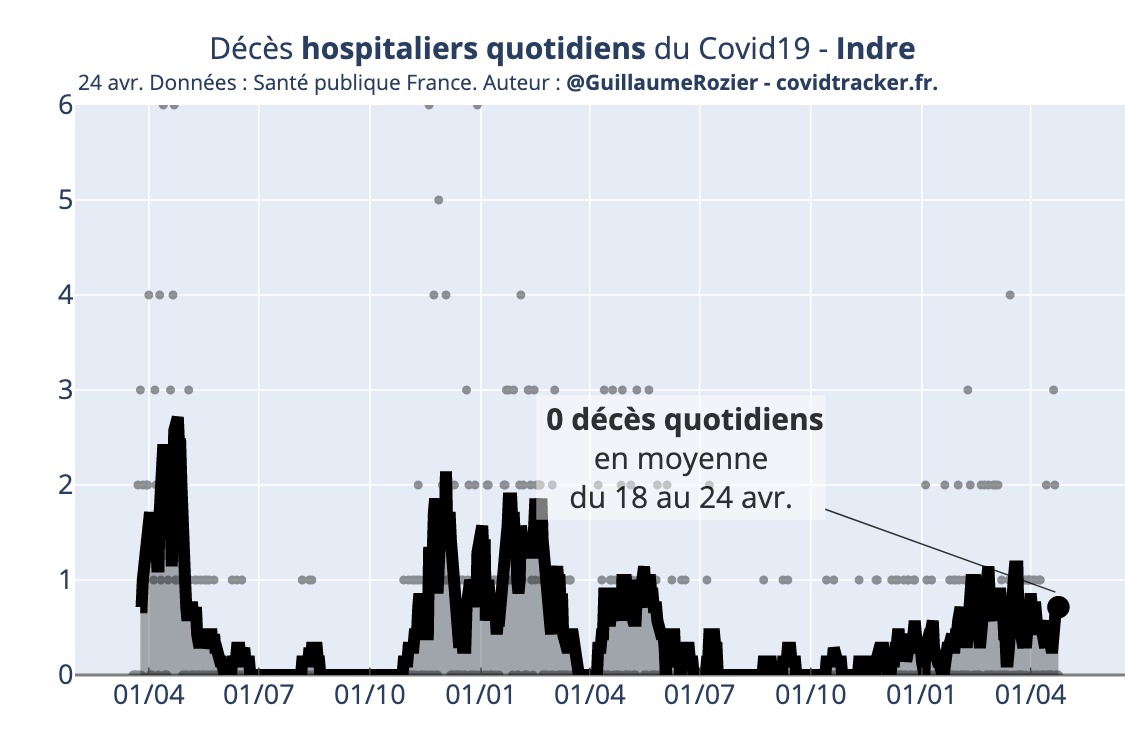 Décès hospitaliers quotidiens du Covid19 - Indre
24 avr. Données : Santé publique France. Auteur : @GuillaumeRozier - covidtracker.fr.
6
5
4
3
0 décès quotidiens
en moyenne
2
du 18 au 24 avr.
1
0
01/04 01/07 01/10 01/01 01/04 01/07 01/10 01/01 01/04